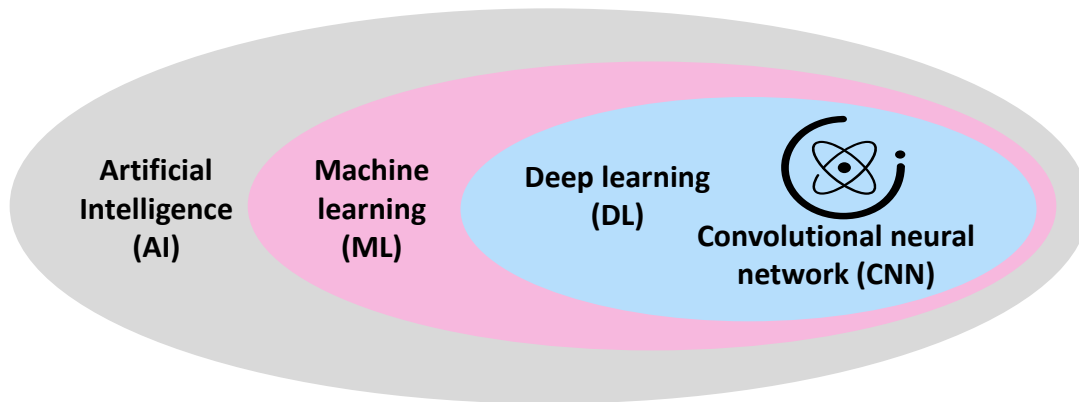 Artificial
Intelligence
(AI)
Machine
learning
(ML)
Deep learning
(DL)
Convolutional neural
network (CNN)